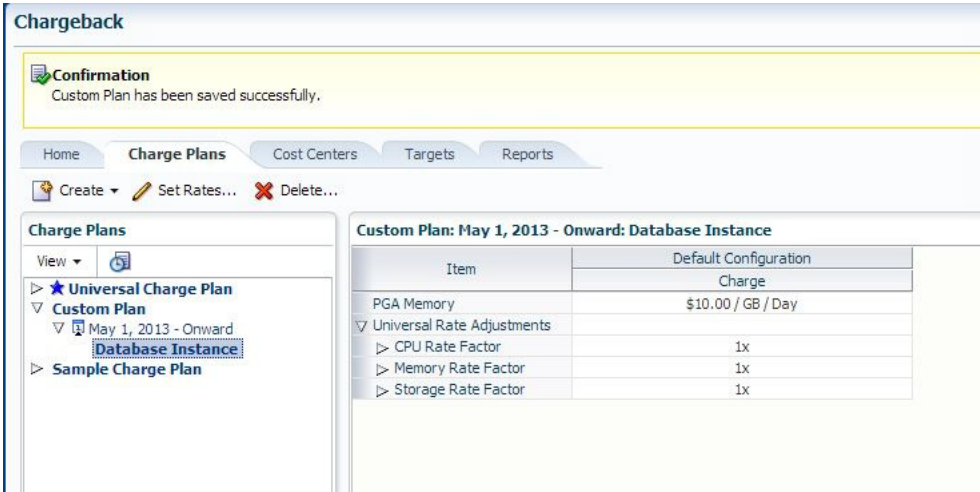 Chargeback
Confirmation
Custom Plan has been saved successfully.
Home Charge Plans Cost Centers Targets Reports
Create Set Rates... Delete...
Charge Plans
View
Universal Charge Plan
Custom Plan
May 1, 2013 - Onward
Database Instance
Sample Charge Plan
Custom Plan: May 1, 2013 - Onward: Database Instance
Item
Default Configuration
Charge
PGA Memory $10.00 / GB / Day
Universal Rate Adjustments
CPU Rate Factor 1x
Memory Rate Factor 1x
Storage Rate Factor 1x